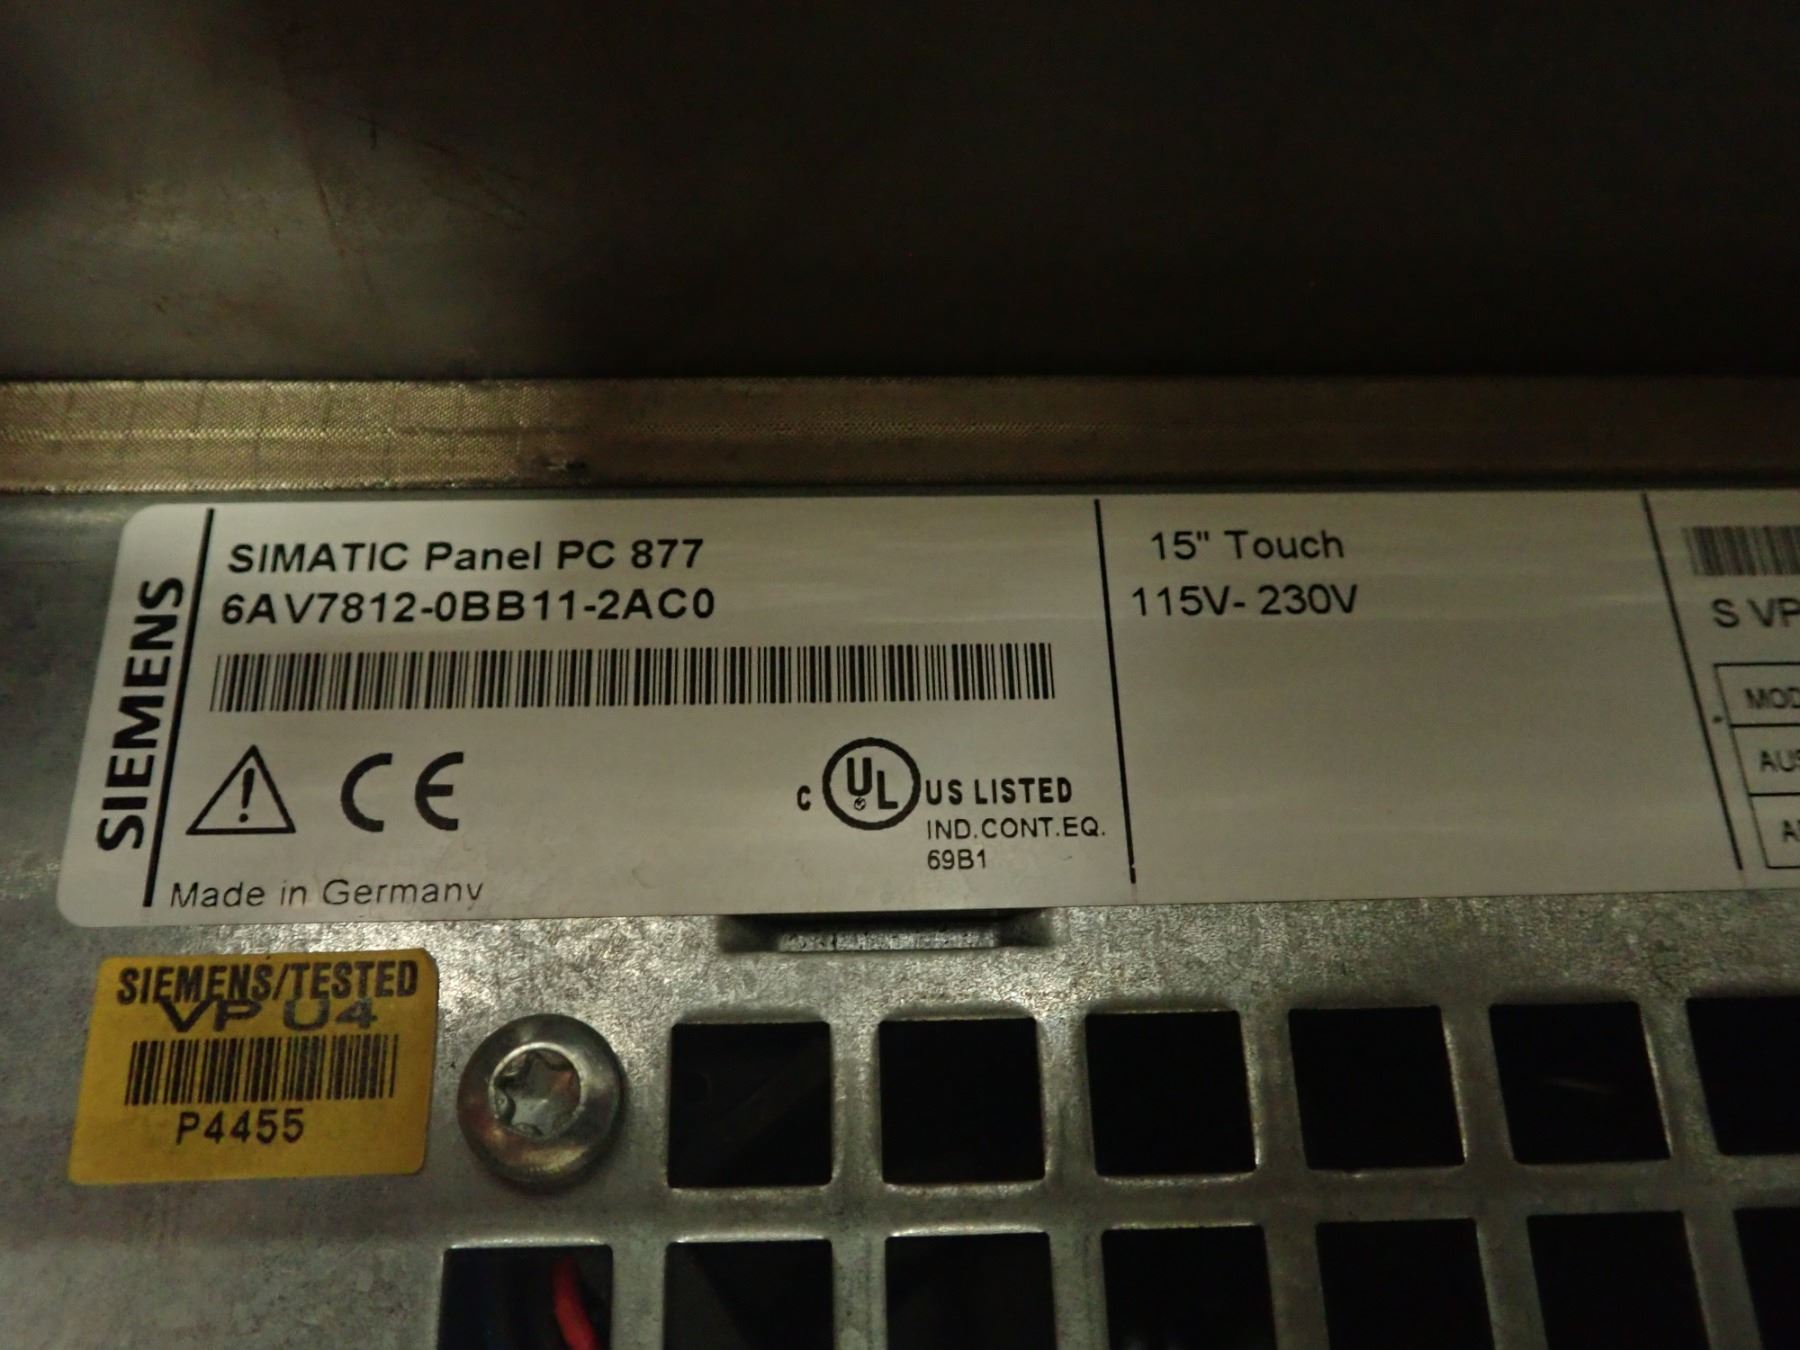 SIEMENS
SIMATIC Panel PC 877
6AV7812-0BB11-2AC0
CE
C UL US LISTED
IND.CONT.EQ.
69B1
Made in Germany
15" Touch
115V- 230V
S VP
SIEMENS/TESTED
VP U4
P4455